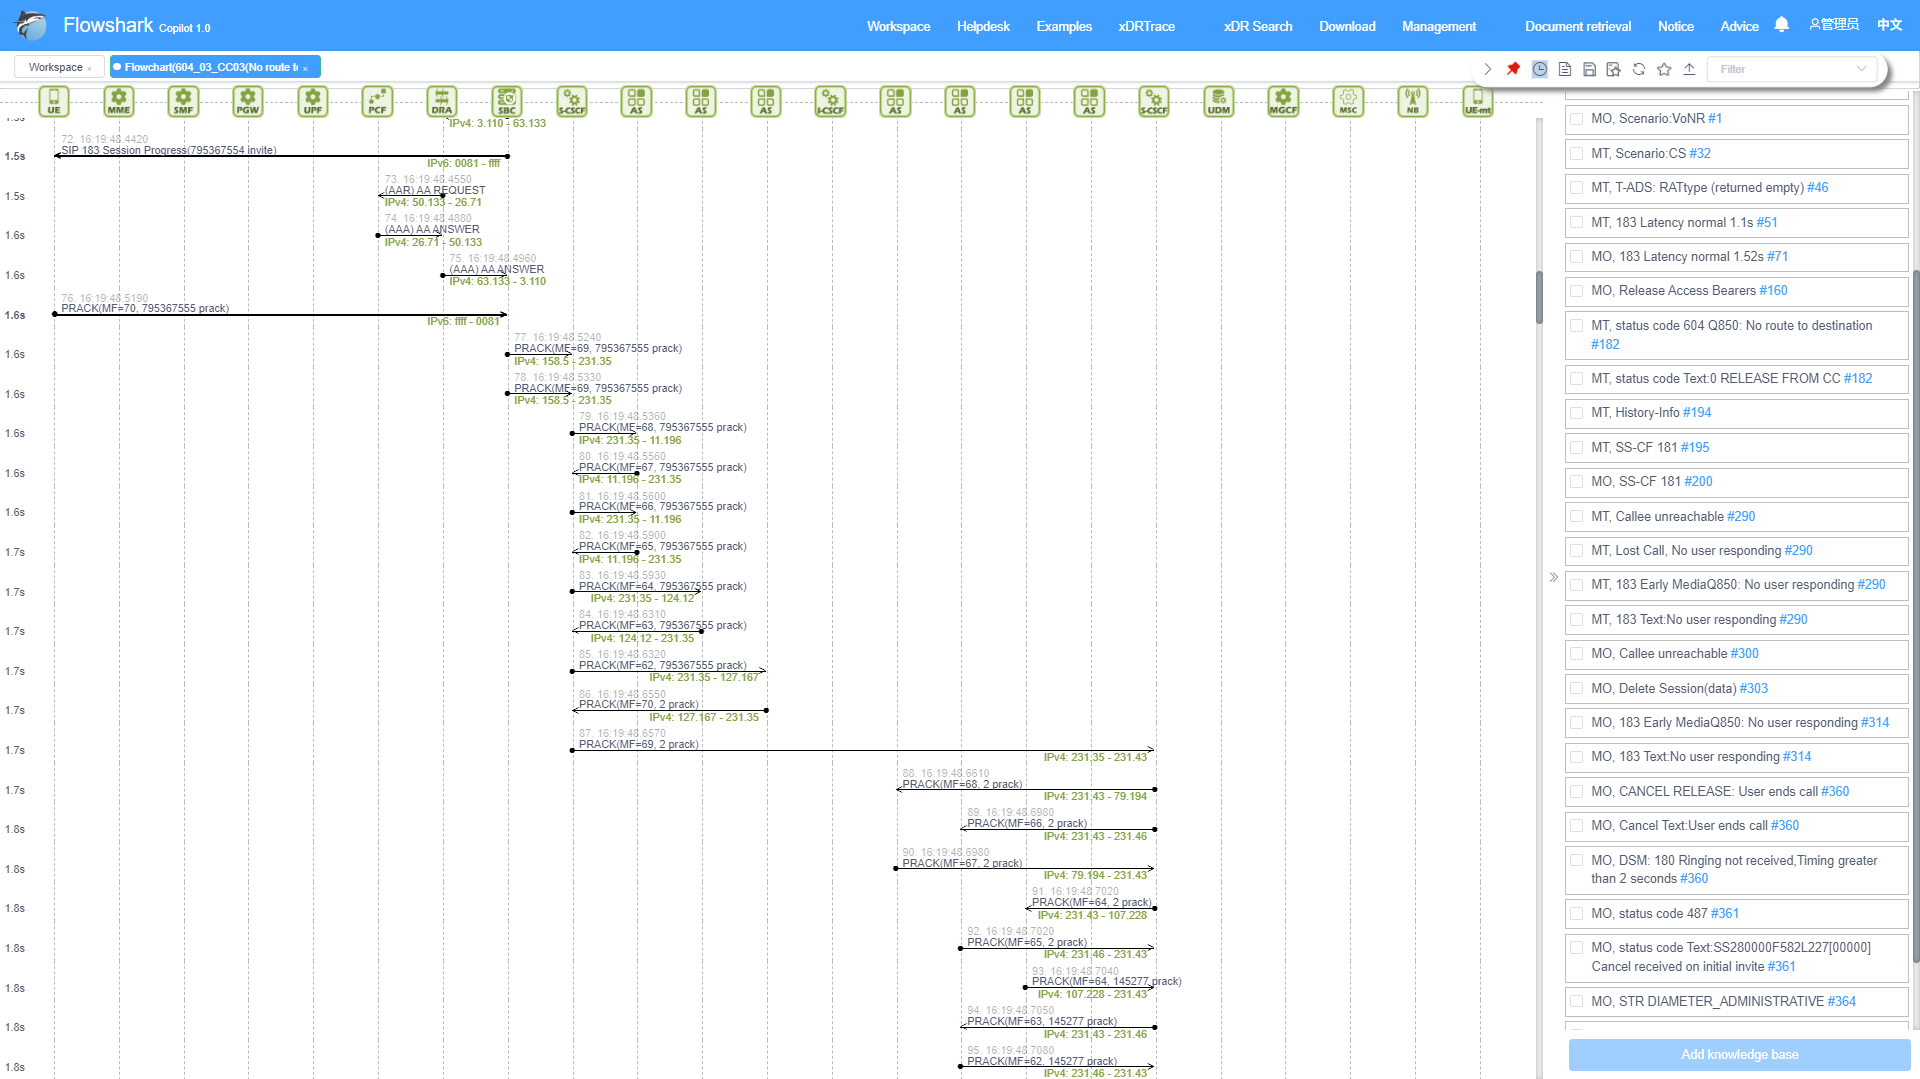 Flowshark Copilot 1.0
Workspace Helpdesk Examples xDRTrace xDR Search Download Management Document retrieval Notice Advice 管理员 中文
Workspace × Flowchart(604_03_CC03(No route t ×
Filter
UE MME SMF PGW UPF PCF DRA SBC S-CSCF AS AS AS I-CSCF AS AS AS AS S-CSCF UDM MGCF MSC NB UE-mt
IPv4: 3.110 - 63.133
72. 16:19:48.4420
1.5s SIP 183 Session Progress(795367554 invite)
IPv6: 0081 - ffff
73. 16:19:48.4550
1.5s (AAR) AA REQUEST
IPv4: 50.133 - 26.71
74. 16:19:48.4880
1.6s (AAA) AA ANSWER
IPv4: 26.71 - 50.133
75. 16:19:48.4960
1.6s (AAA) AA ANSWER
IPv4: 63.133 - 3.110
76. 16:19:48.5190
1.6s PRACK(MF=70, 795367555 prack)
IPv6: ffff - 0081
77. 16:19:48.5240
1.6s PRACK(MF=69, 795367555 prack)
IPv4: 158.5 - 231.35
78. 16:19:48.5330
1.6s PRACK(MF=69, 795367555 prack)
IPv4: 158.5 - 231.35
79. 16:19:48.5360
1.6s PRACK(MF=68, 795367555 prack)
IPv4: 231.35 - 11.196
80. 16:19:48.5560
1.6s PRACK(MF=67, 795367555 prack)
IPv4: 11.196 - 231.35
81. 16:19:48.5600
1.6s PRACK(MF=66, 795367555 prack)
IPv4: 231.35 - 11.196
82. 16:19:48.5900
1.7s PRACK(MF=65, 795367555 prack)
IPv4: 11.196 - 231.35
83. 16:19:48.5930
1.7s PRACK(MF=64, 795367555 prack)
IPv4: 231.35 - 124.12
84. 16:19:48.6310
1.7s PRACK(MF=63, 795367555 prack)
IPv4: 124.12 - 231.35
85. 16:19:48.6320
1.7s PRACK(MF=62, 795367555 prack)
IPv4: 231.35 - 127.167
86. 16:19:48.6550
1.7s PRACK(MF=70, 2 prack)
IPv4: 127.167 - 231.35
87. 16:19:48.6570
1.7s PRACK(MF=69, 2 prack)
IPv4: 231.35 - 231.43
88. 16:19:48.6610
1.7s PRACK(MF=68, 2 prack)
IPv4: 231.43 - 79.194
89. 16:19:48.6980
1.8s PRACK(MF=66, 2 prack)
IPv4: 231.43 - 231.46
90. 16:19:48.6980
1.8s PRACK(MF=67, 2 prack)
IPv4: 79.194 - 231.43
91. 16:19:48.7020
1.8s PRACK(MF=64, 2 prack)
IPv4: 231.43 - 107.228
92. 16:19:48.7020
1.8s PRACK(MF=65, 2 prack)
IPv4: 231.46 - 231.43
93. 16:19:48.7040
1.8s PRACK(MF=64, 145277 prack)
IPv4: 107.228 - 231.43
94. 16:19:48.7050
1.8s PRACK(MF=63, 145277 prack)
IPv4: 231.43 - 231.46
95. 16:19:48.7080
1.8s PRACK(MF=62, 145277 prack)
IPv4: 231.46 - 231.43
MO, Scenario:VoNR #1
MT, Scenario:CS #32
MT, T-ADS: RATtype (returned empty) #46
MT, 183 Latency normal 1.1s #51
MO, 183 Latency normal 1.52s #71
MO, Release Access Bearers #160
MT, status code 604 Q850: No route to destination
#182
MT, status code Text:0 RELEASE FROM CC #182
MT, History-Info #194
MT, SS-CF 181 #195
MO, SS-CF 181 #200
MT, Callee unreachable #290
MT, Lost Call, No user responding #290
MT, 183 Early MediaQ850: No user responding #290
MT, 183 Text:No user responding #290
MO, Callee unreachable #300
MO, Delete Session(data) #303
MO, 183 Early MediaQ850: No user responding #314
MO, 183 Text:No user responding #314
MO, CANCEL RELEASE: User ends call #360
MO, Cancel Text:User ends call #360
MO, DSM: 180 Ringing not received,Timing greater
than 2 seconds #360
MO, status code 487 #361
MO, status code Text:SS280000F582L227[00000]
Cancel received on initial invite #361
MO, STR DIAMETER_ADMINISTRATIVE #364
Add knowledge base